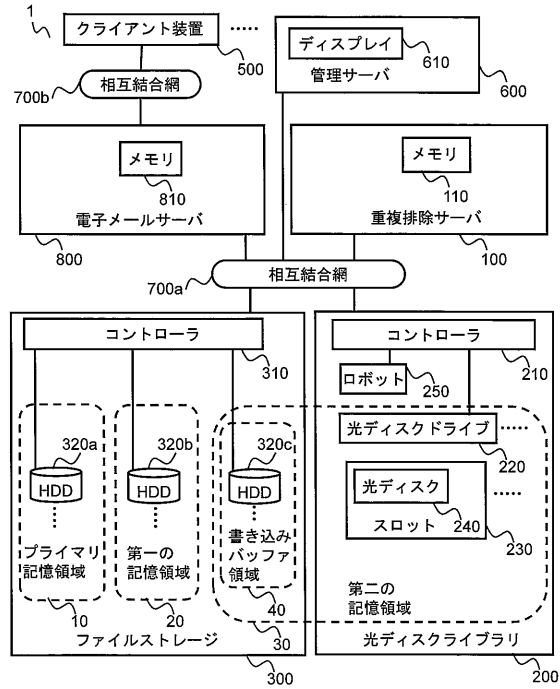 1
クライアント装置
500
ディスプレイ
610
管理サーバ
600
相互結合網
700b
メモリ
810
電子メールサーバ
800
メモリ
110
重複排除サーバ
100
相互結合網
700a
コントローラ
310
コントローラ
210
ロボット
250
320a
HDD
320b
HDD
320c
HDD
光ディスクドライブ
220
光ディスク
240
スロット
230
プライマリ
記憶領域
10
第一の
記憶領域
20
書き込み
バッファ
領域
40
第二の
記憶領域
30
ファイルストレージ
300
光ディスクライブラリ
200